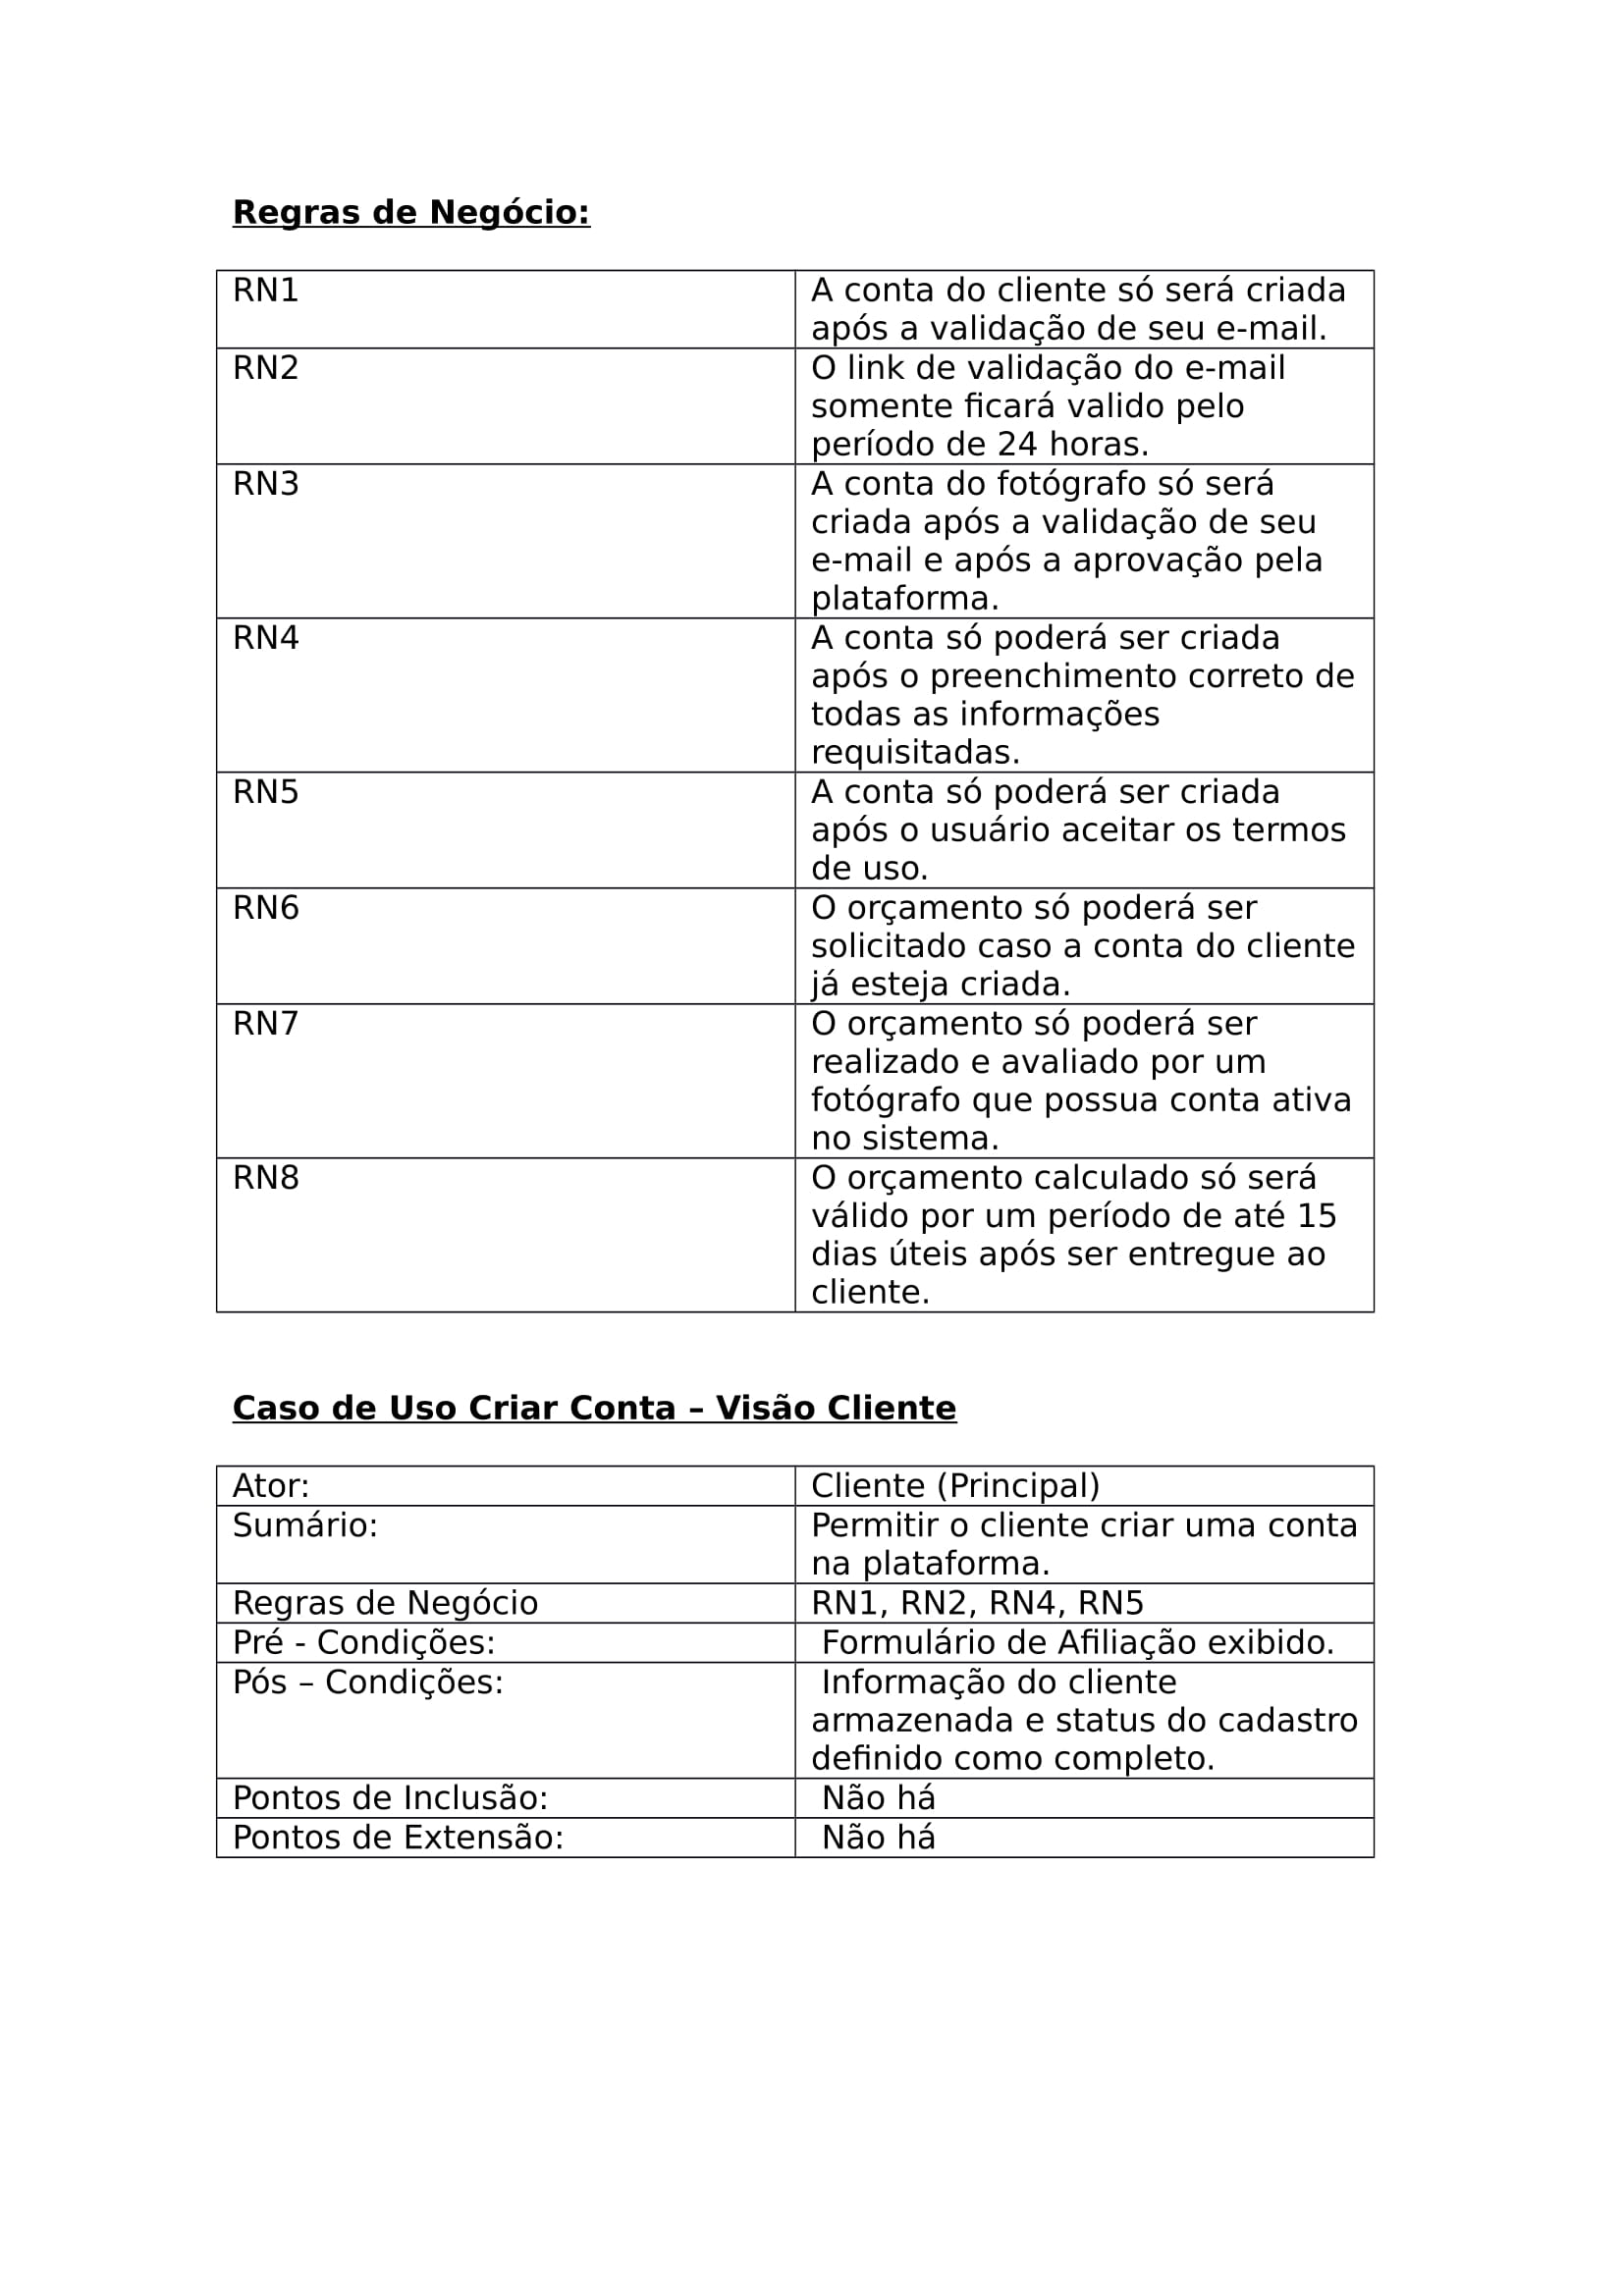 Regras de Negócio:
RN1
A conta do cliente só será criada
após a validação de seu e-mail.
RN2
O link de validação do e-mail
somente ficará valido pelo
período de 24 horas.
RN3
A conta do fotógrafo só será
criada após a validação de seu
e-mail e após a aprovação pela
plataforma.
RN4
A conta só poderá ser criada
após o preenchimento correto de
todas as informações
requisitadas.
RN5
A conta só poderá ser criada
após o usuário aceitar os termos
de uso.
RN6
O orçamento só poderá ser
solicitado caso a conta do cliente
já esteja criada.
RN7
O orçamento só poderá ser
realizado e avaliado por um
fotógrafo que possua conta ativa
no sistema.
RN8
O orçamento calculado só será
válido por um período de até 15
dias úteis após ser entregue ao
cliente.
Caso de Uso Criar Conta – Visão Cliente
Ator:
Cliente (Principal)
Sumário:
Permitir o cliente criar uma conta
na plataforma.
Regras de Negócio
RN1, RN2, RN4, RN5
Pré - Condições:
Formulário de Afiliação exibido.
Pós – Condições:
Informação do cliente
armazenada e status do cadastro
definido como completo.
Pontos de Inclusão:
Não há
Pontos de Extensão:
Não há